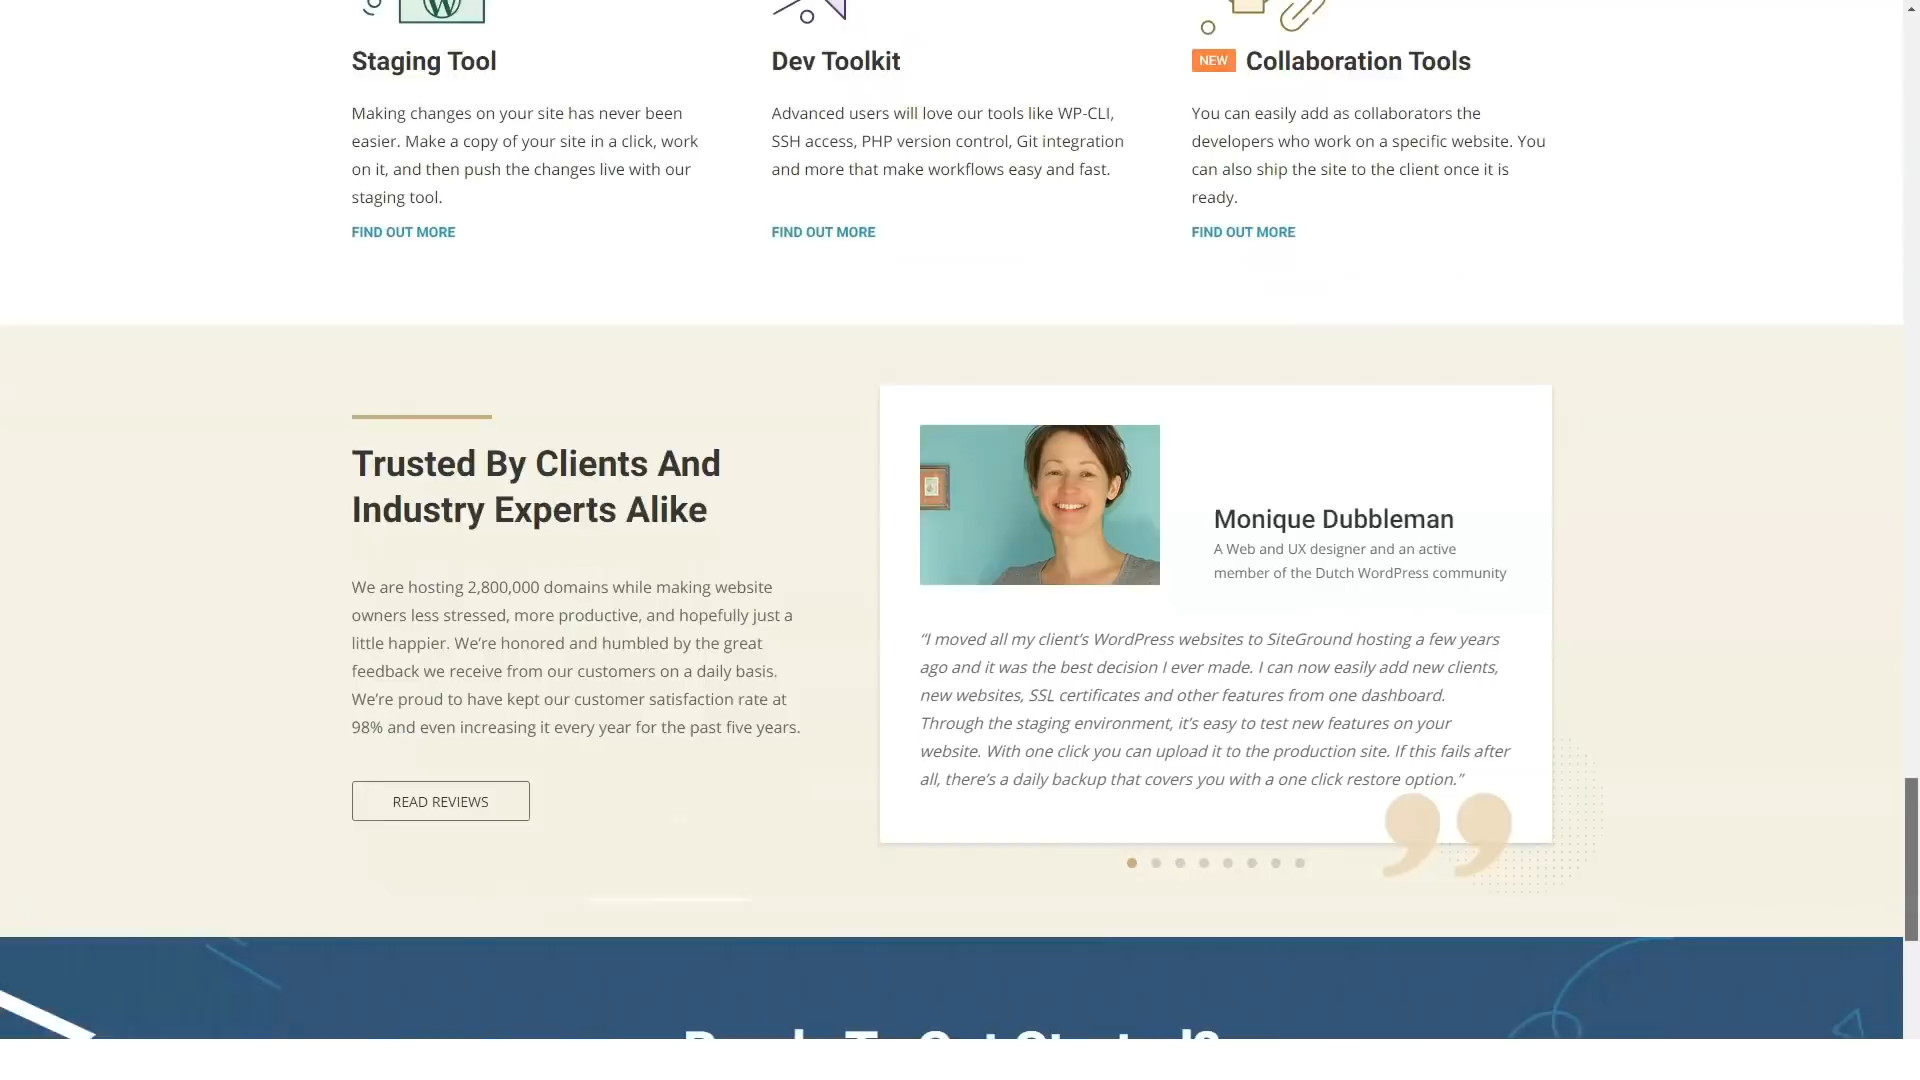 W
Staging Tool
Making changes on your site has never been
easier. Make a copy of your site in a click, work
on it, and then push the changes live with our
staging tool.
FIND OUT MORE
Dev Toolkit
Advanced users will love our tools like WP-CLI,
SSH access, PHP version control, Git integration
and more that make workflows easy and fast.
FIND OUT MORE
NEW Collaboration Tools
You can easily add as collaborators the
developers who work on a specific website. You
can also ship the site to the client once it is
ready.
FIND OUT MORE
Trusted By Clients And
Industry Experts Alike
We are hosting 2,800,000 domains while making website
owners less stressed, more productive, and hopefully just a
little happier. We’re honored and humbled by the great
feedback we receive from our customers on a daily basis.
We’re proud to have kept our customer satisfaction rate at
98% and even increasing it every year for the past five years.
READ REVIEWS
Monique Dubbleman
A Web and UX designer and an active
member of the Dutch WordPress community
“I moved all my client’s WordPress websites to SiteGround hosting a few years
ago and it was the best decision I ever made. I can now easily add new clients,
new websites, SSL certificates and other features from one dashboard.
Through the staging environment, it’s easy to test new features on your
website. With one click you can upload it to the production site. If this fails after
all, there’s a daily backup that covers you with a one click restore option.”
Ready To Get Started?